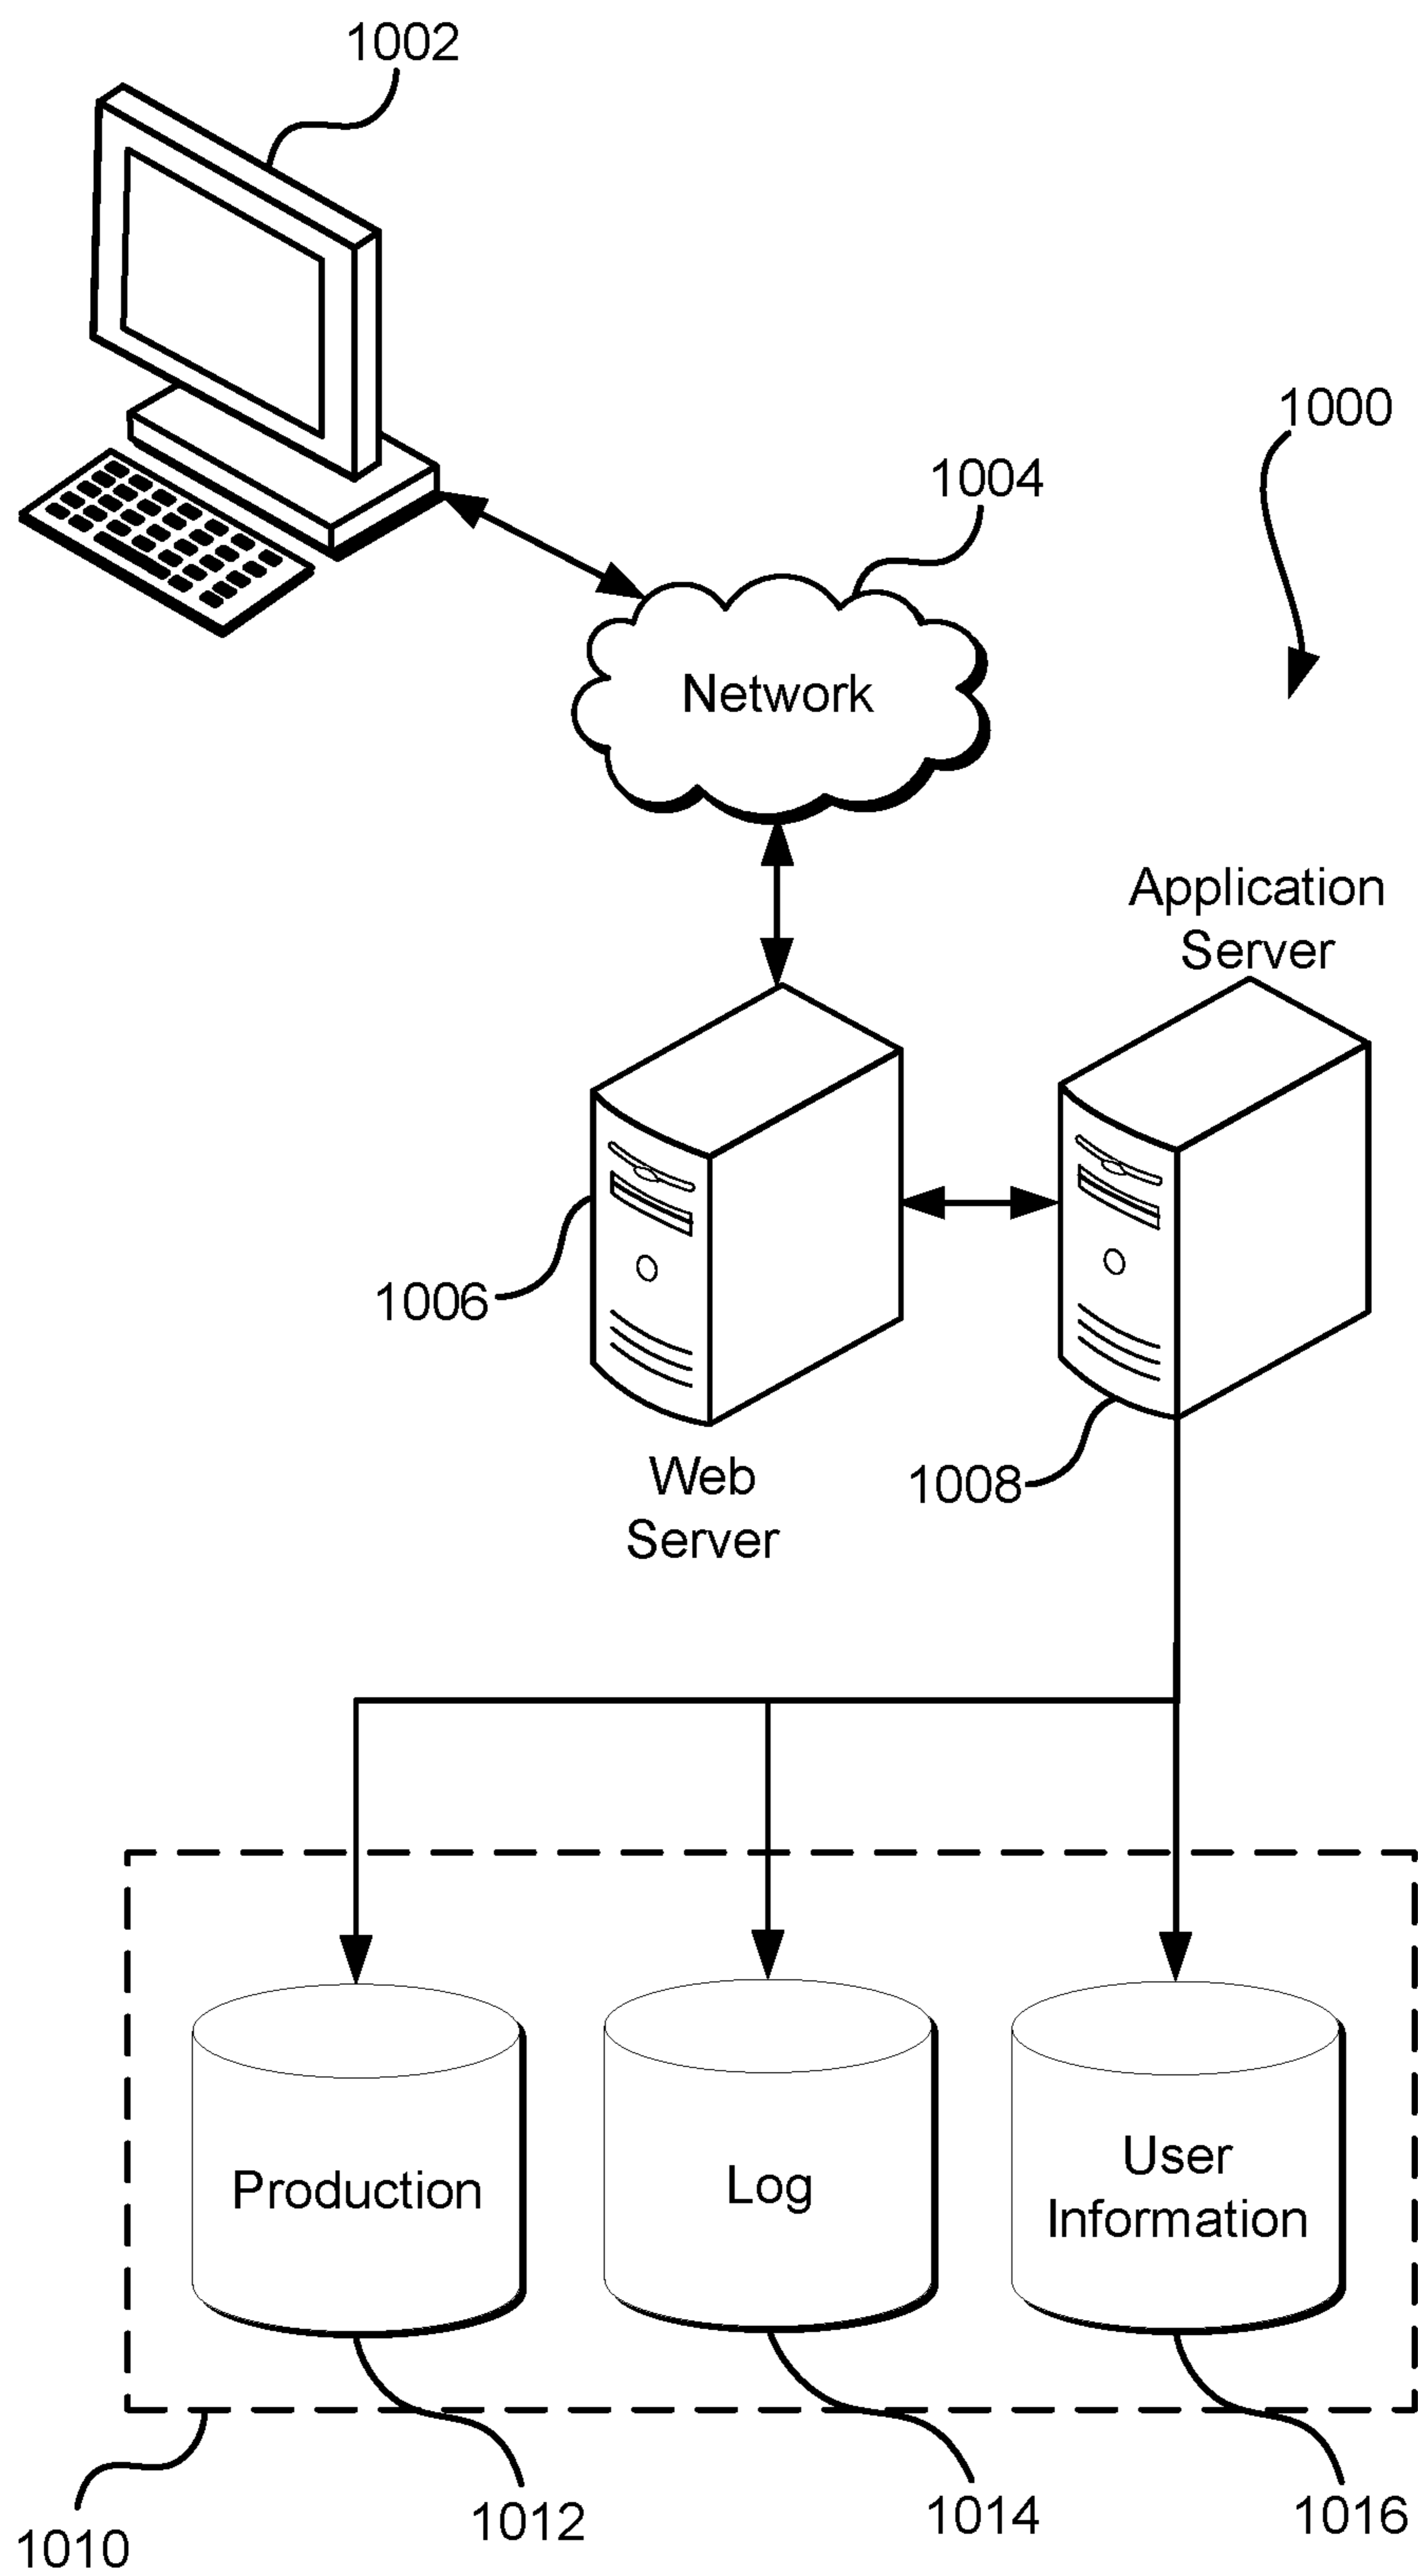 1002
1000
1004
Network
Application
Server
1006
1008
Web
Server
Production
Log
User
Information
1010
1012
1014
1016